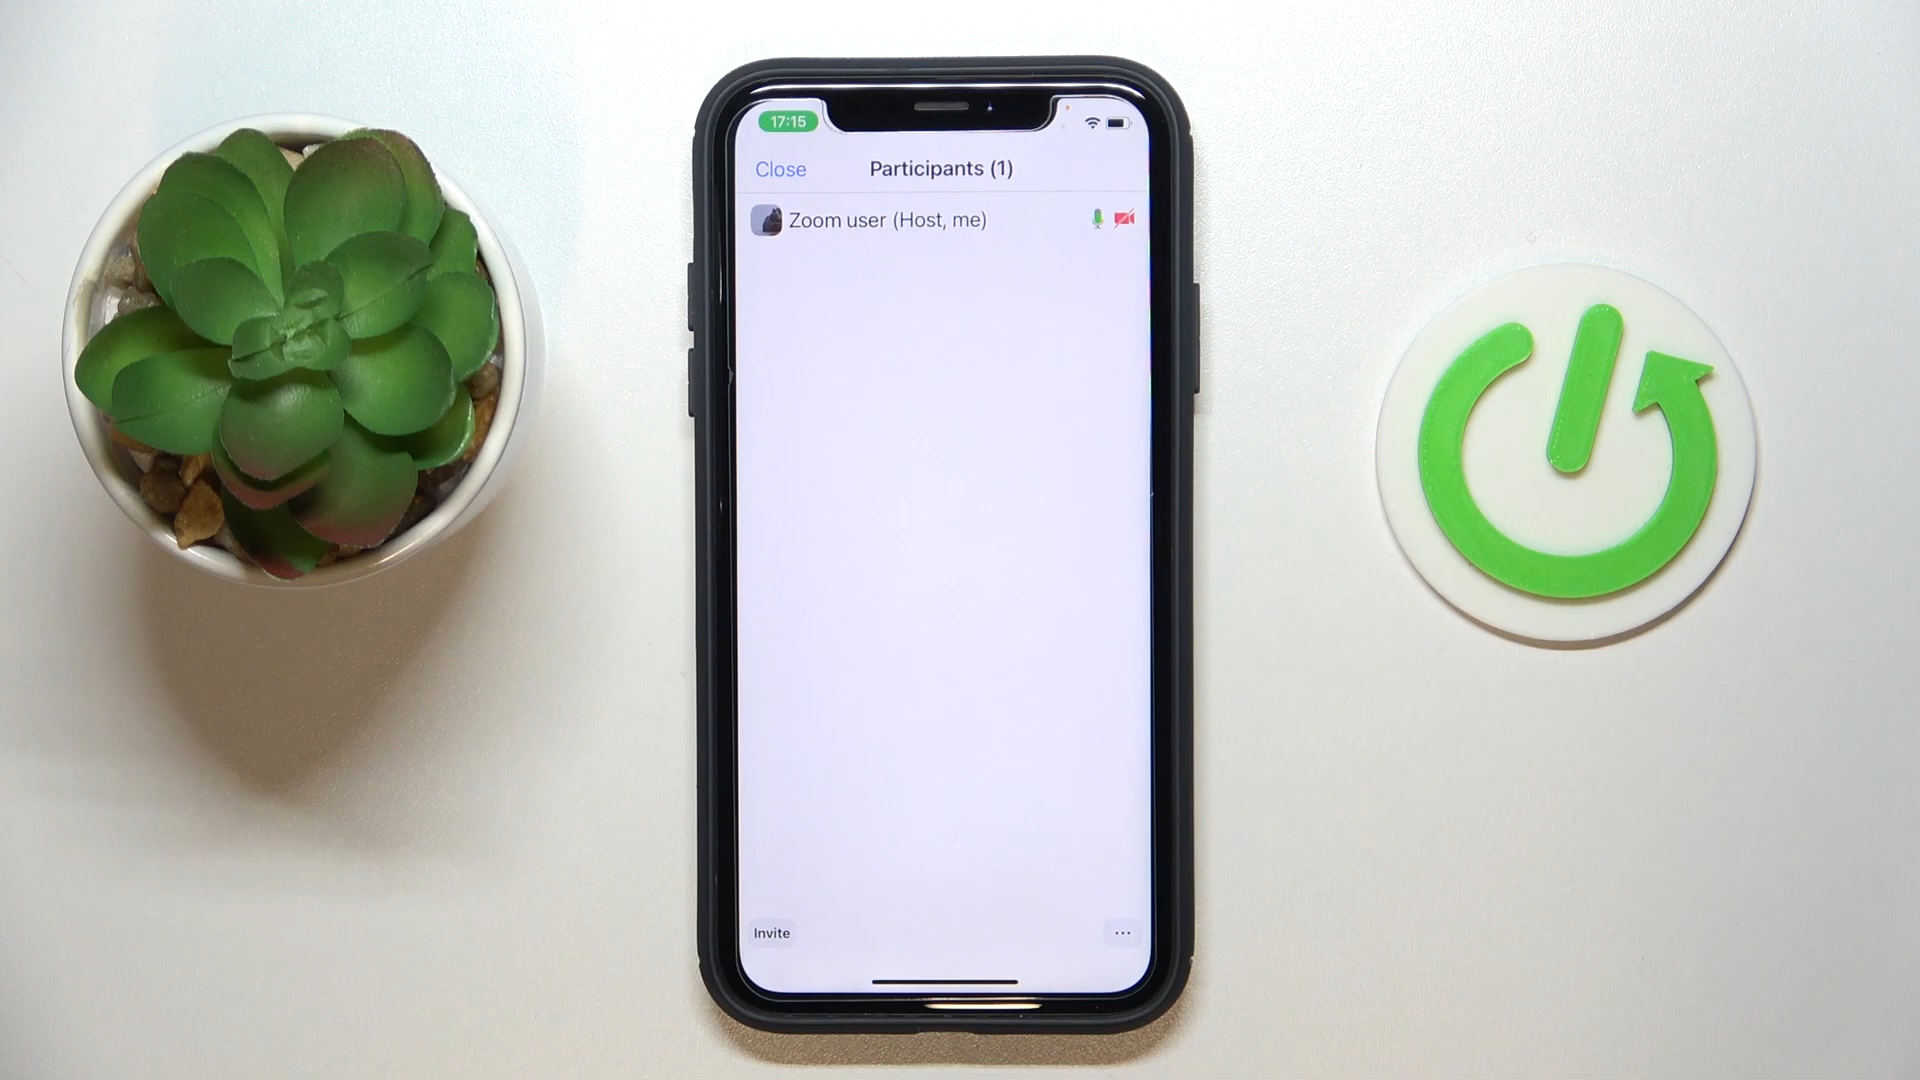 17:15
Close
Participants (1)
Zoom user (Host, me)
Invite
...